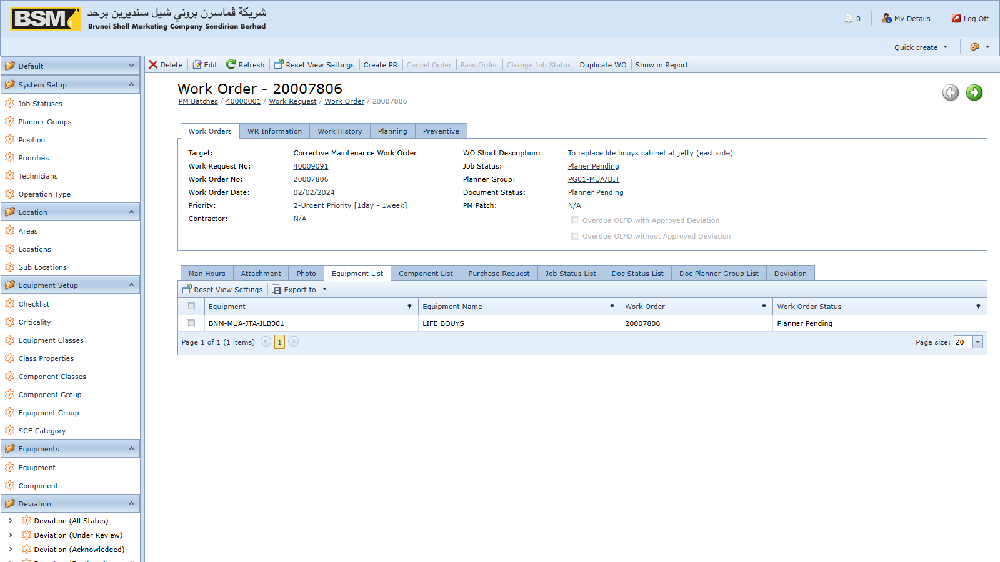 BSM
شريكة ڤماسرن بروني شيل سنديرين برحد
Brunei Shell Marketing Company Sendirian Berhad
0
My Details
Log Off
Quick create
Default
System Setup
Job Statuses
Planner Groups
Position
Priorities
Technicians
Operation Type
Location
Areas
Locations
Sub Locations
Equipment Setup
Checklist
Criticality
Equipment Classes
Class Properties
Component Classes
Component Group
Equipment Group
SCE Category
Equipments
Equipment
Component
Deviation
Deviation (All Status)
Deviation (Under Review)
Deviation (Acknowledged)
Delete Edit Refresh Reset View Settings Create PR Cancel Order Pass Order Change Job Status Duplicate WO Show in Report
Work Order - 20007806
PM Batches / 40000001 / Work Request / Work Order / 20007806
Work Orders WR Information Work History Planning Preventive
Target: Corrective Maintenance Work Order
Work Request No: 40009091
Work Order No: 20007806
Work Order Date: 02/02/2024
Priority: 2-Urgent Priority [1day - 1week]
Contractor: N/A
WO Short Description: To replace life bouys cabinet at jetty (east side)
Job Status: Planer Pending
Planner Group: PG01-MUA/BIT
Document Status: Planner Pending
PM Patch: N/A
Overdue OLFD with Approved Deviation
Overdue OLFD without Approved Deviation
Man Hours Attachment Photo Equipment List Component List Purchase Request Job Status List Doc Status List Doc Planner Group List Deviation
Reset View Settings Export to
Equipment Equipment Name Work Order Work Order Status
BNM-MUA-JTA-JLB001 LIFE BOUYS 20007806 Planner Pending
Page 1 of 1 (1 items) 1 Page size: 20